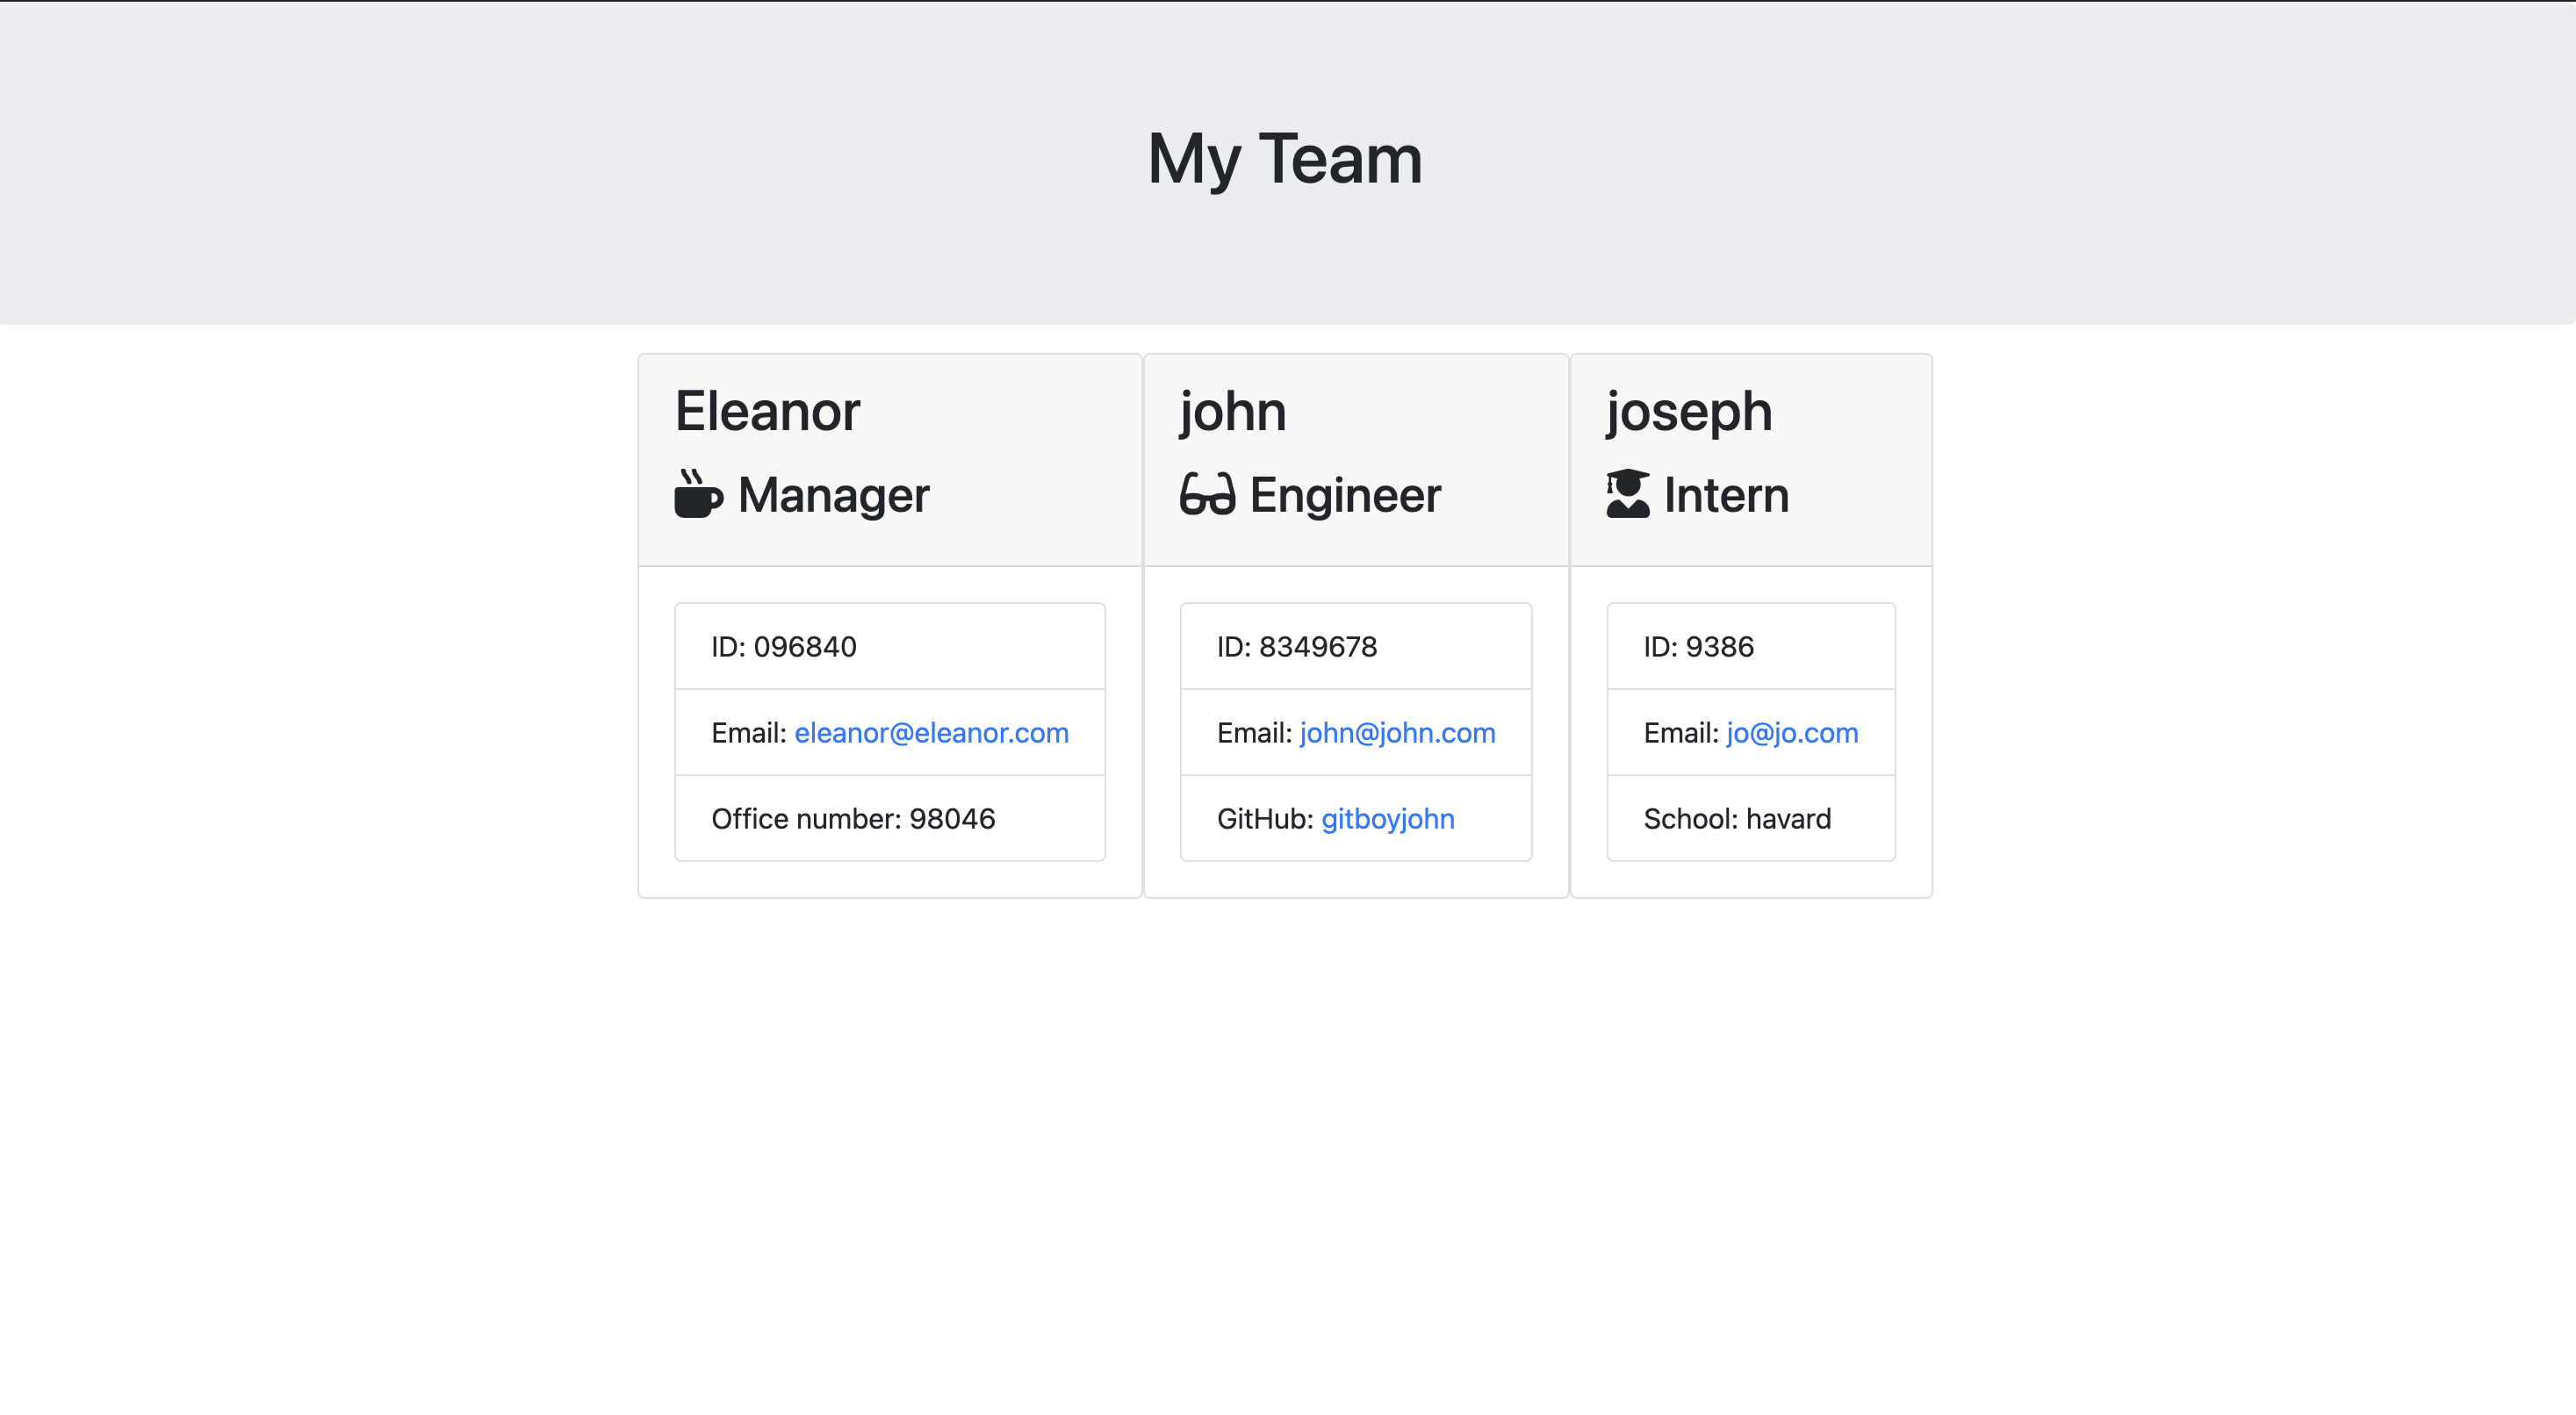 My Team
Eleanor
Manager
ID: 096840
Email: eleanor@eleanor.com
Office number: 98046
john
Engineer
ID: 8349678
Email: john@john.com
GitHub: gitboyjohn
joseph
Intern
ID: 9386
Email: jo@jo.com
School: havard